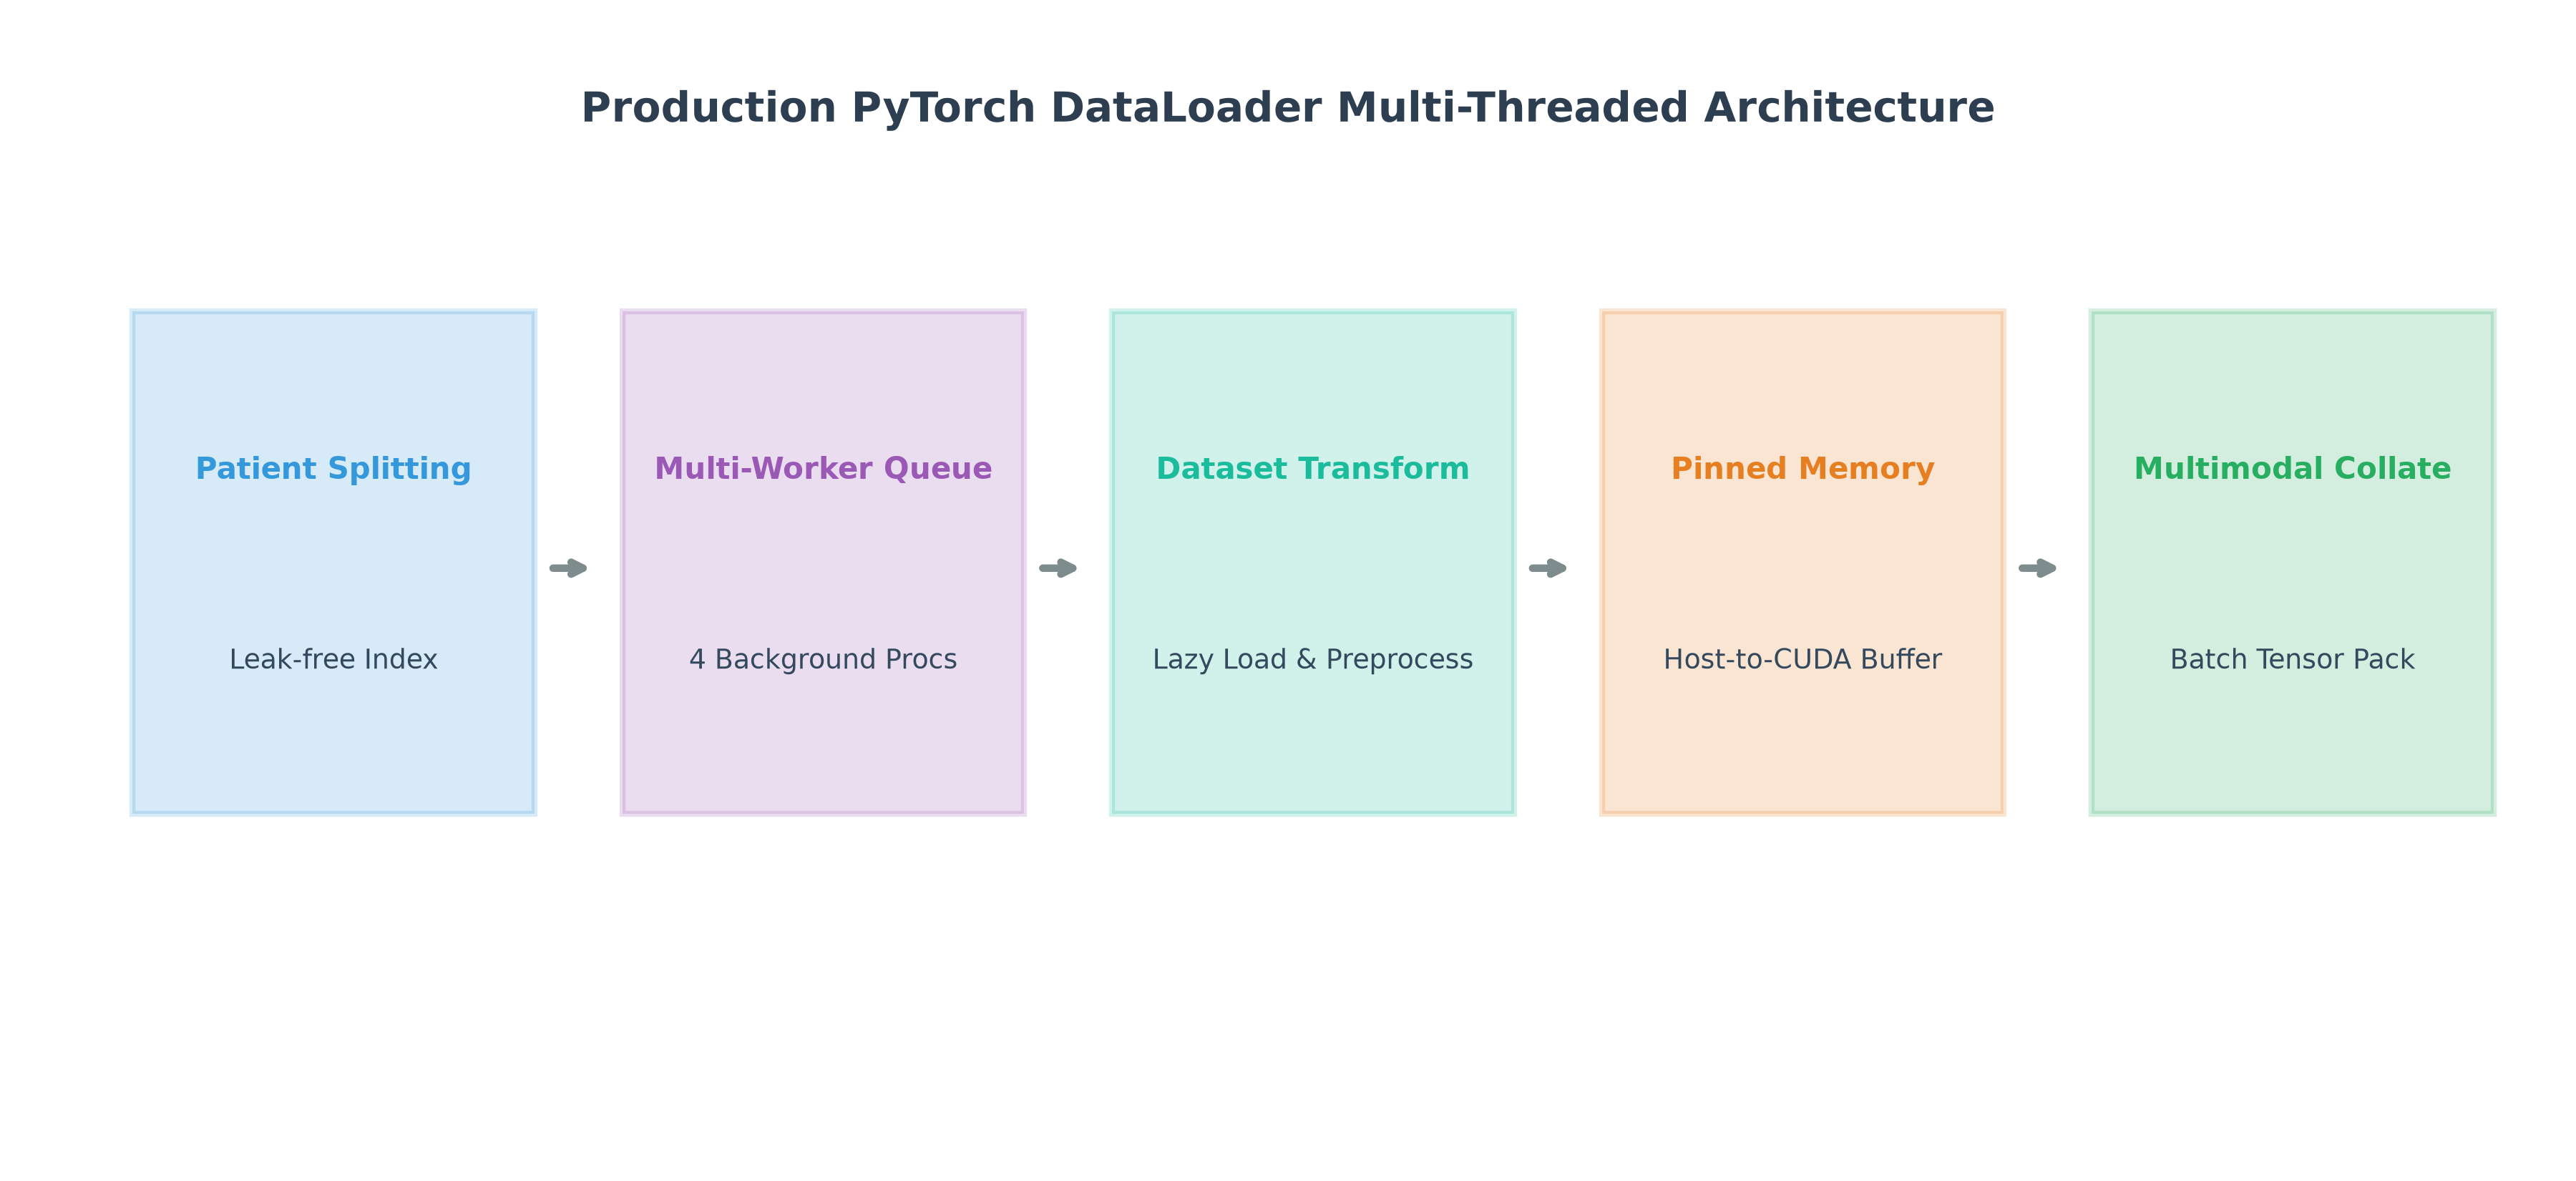 Production PyTorch DataLoader Multi-Threaded Architecture
Patient Splitting
Leak-free Index
Multi-Worker Queue
4 Background Procs
Dataset Transform
Lazy Load & Preprocess
Pinned Memory
Host-to-CUDA Buffer
Multimodal Collate
Batch Tensor Pack